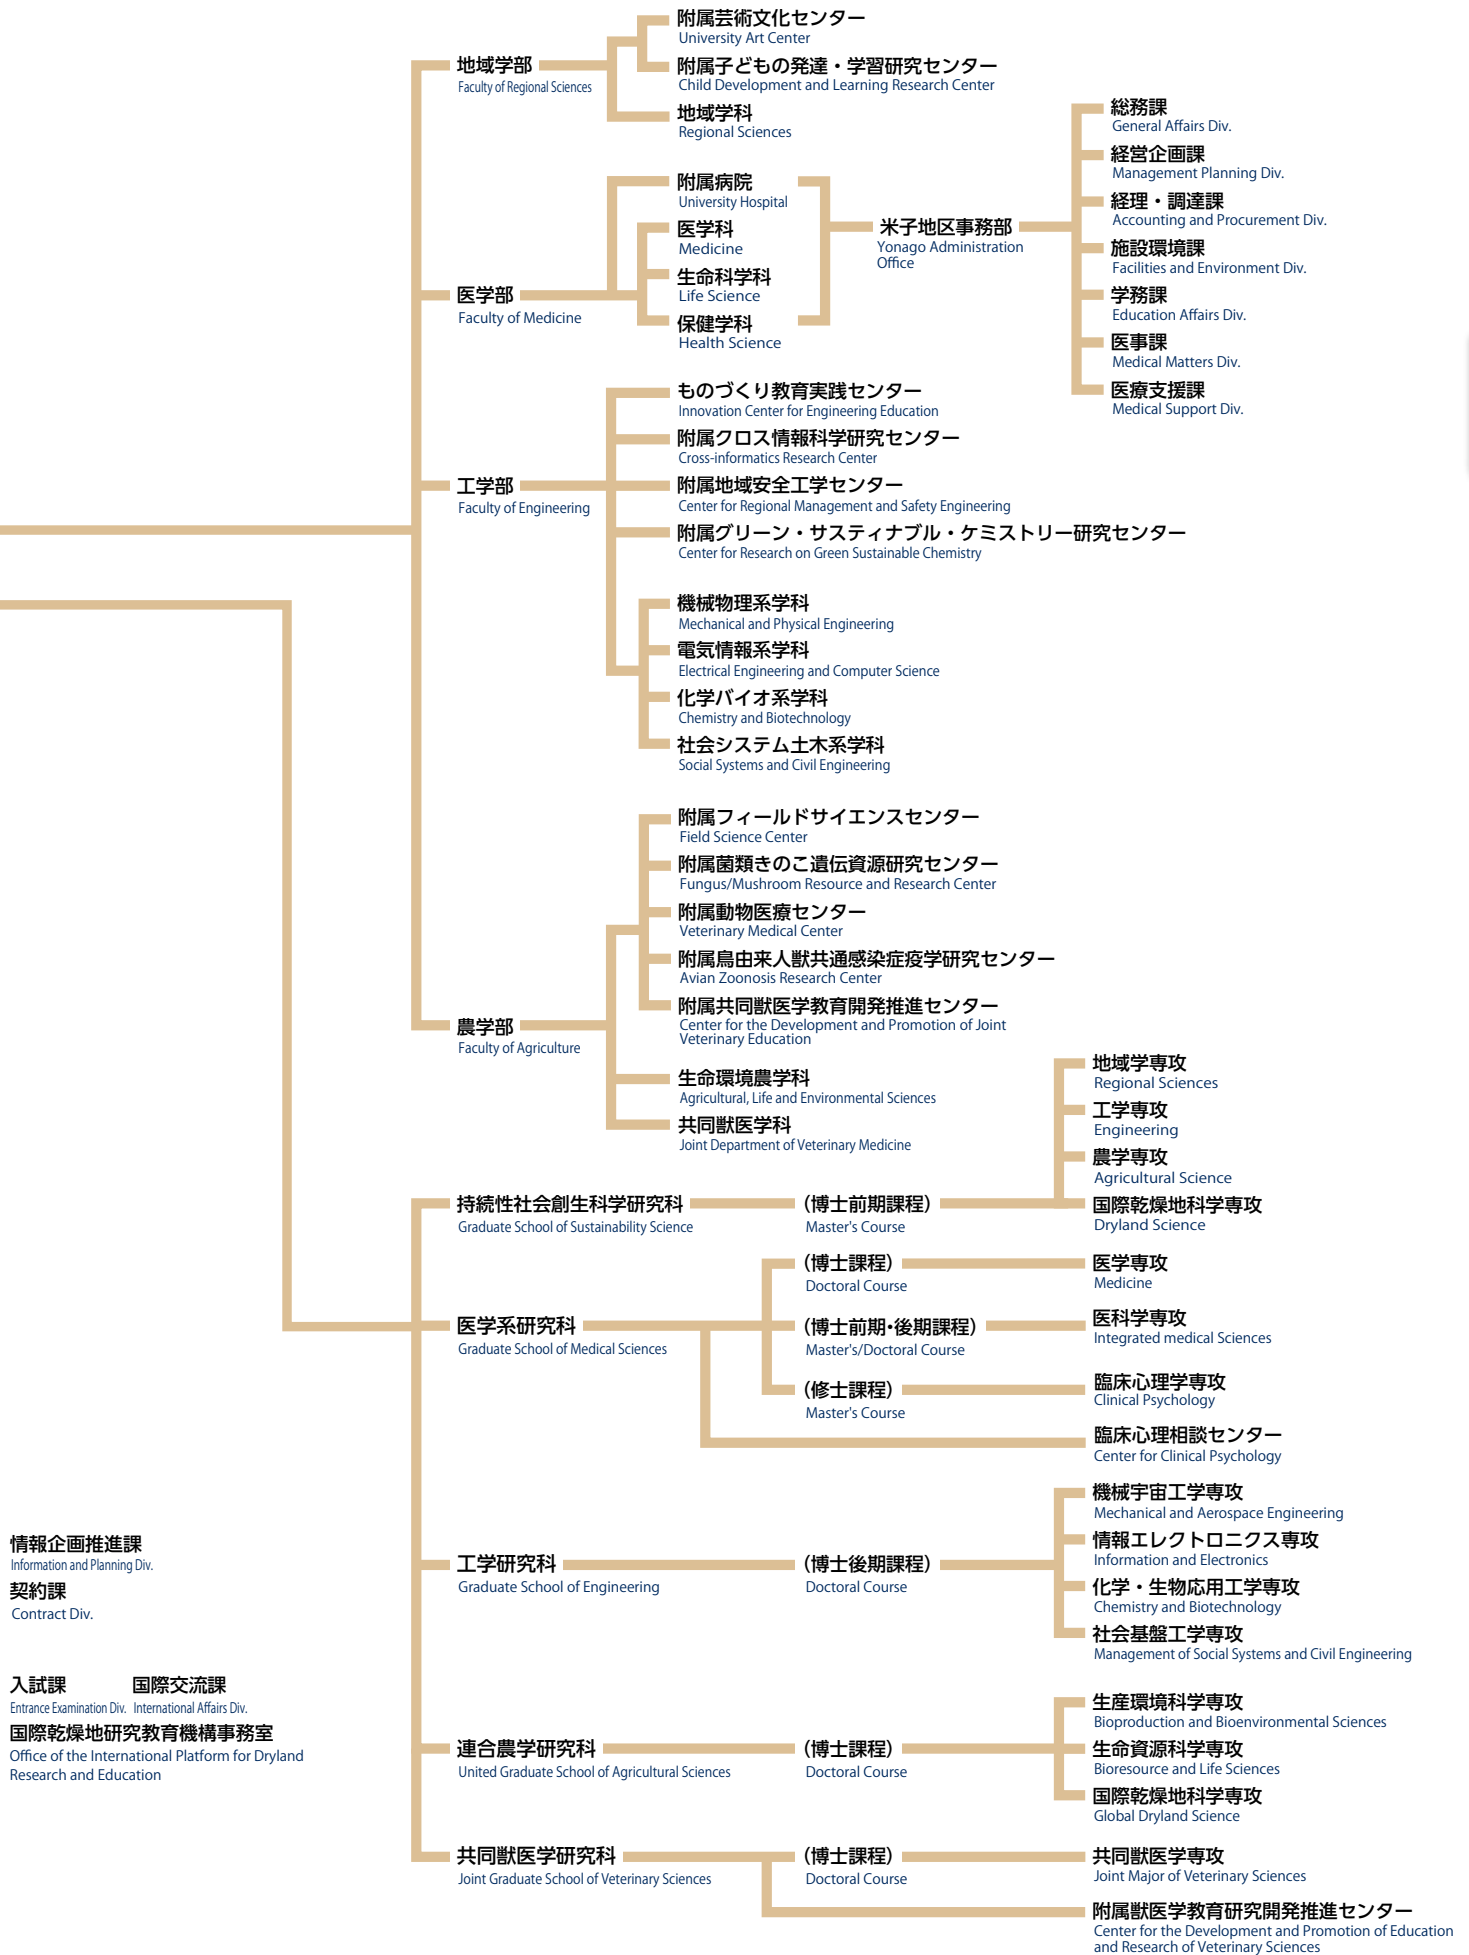 附属芸術文化センター
University Art Center
地域学部
Faculty of Regional Sciences
附属子どもの発達・学習研究センター
Child Development and Learning Research Center
地域学科
Regional Sciences
附属病院
University Hospital
医学科
Medicine
生命科学科
Life Science
保健学科
Health Science
医学部
Faculty of Medicine
米子地区事務部
Yonago Administration
Office
総務課
General Affairs Div.
経営企画課
Management Planning Div.
経理・調達課
Accounting and Procurement Div.
施設環境課
Facilities and Environment Div.
学務課
Education Affairs Div.
医事課
Medical Matters Div.
医療支援課
Medical Support Div.
工学部
Faculty of Engineering
ものづくり教育実践センター
Innovation Center for Engineering Education
附属クロス情報科学研究センター
Cross-informatics Research Center
附属地域安全工学センター
Center for Regional Management and Safety Engineering
附属グリーン・サスティナブル・ケミストリー研究センター
Center for Research on Green Sustainable Chemistry
機械物理系学科
Mechanical and Physical Engineering
電気情報系学科
Electrical Engineering and Computer Science
化学バイオ系学科
Chemistry and Biotechnology
社会システム土木系学科
Social Systems and Civil Engineering
農学部
Faculty of Agriculture
附属フィールドサイエンスセンター
Field Science Center
附属菌類きのこ遺伝資源研究センター
Fungus/Mushroom Resource and Research Center
附属動物医療センター
Veterinary Medical Center
附属鳥由来人獣共通感染症疫学研究センター
Avian Zoonosis Research Center
附属共同獣医学教育開発推進センター
Center for the Development and Promotion of Joint
Veterinary Education
生命環境農学科
Agricultural, Life and Environmental Sciences
共同獣医学科
Joint Department of Veterinary Medicine
持続性社会創生科学研究科
Graduate School of Sustainability Science
（博士前期課程）
Master's Course
地域学専攻
Regional Sciences
工学専攻
Engineering
農学専攻
Agricultural Science
国際乾燥地科学専攻
Dryland Science
医学系研究科
Graduate School of Medical Sciences
（博士課程）
Doctoral Course
医学専攻
Medicine
（博士前期・後期課程）
Master's/Doctoral Course
医科学専攻
Integrated medical Sciences
（修士課程）
Master's Course
臨床心理学専攻
Clinical Psychology
臨床心理相談センター
Center for Clinical Psychology
工学研究科
Graduate School of Engineering
（博士後期課程）
Doctoral Course
機械宇宙工学専攻
Mechanical and Aerospace Engineering
情報エレクトロニクス専攻
Information and Electronics
化学・生物応用工学専攻
Chemistry and Biotechnology
社会基盤工学専攻
Management of Social Systems and Civil Engineering
連合農学研究科
United Graduate School of Agricultural Sciences
（博士課程）
Doctoral Course
生産環境科学専攻
Bioproduction and Bioenvironmental Sciences
生命資源科学専攻
Bioresource and Life Sciences
国際乾燥地科学専攻
Global Dryland Science
共同獣医学研究科
Joint Graduate School of Veterinary Sciences
（博士課程）
Doctoral Course
共同獣医学専攻
Joint Major of Veterinary Sciences
附属獣医学教育研究開発推進センター
Center for the Development and Promotion of Education
and Research of Veterinary Sciences
情報企画推進課
Information and Planning Div.
契約課
Contract Div.
入試課 国際交流課
Entrance Examination Div. International Affairs Div.
国際乾燥地研究教育機構事務室
Office of the International Platform for Dryland
Research and Education